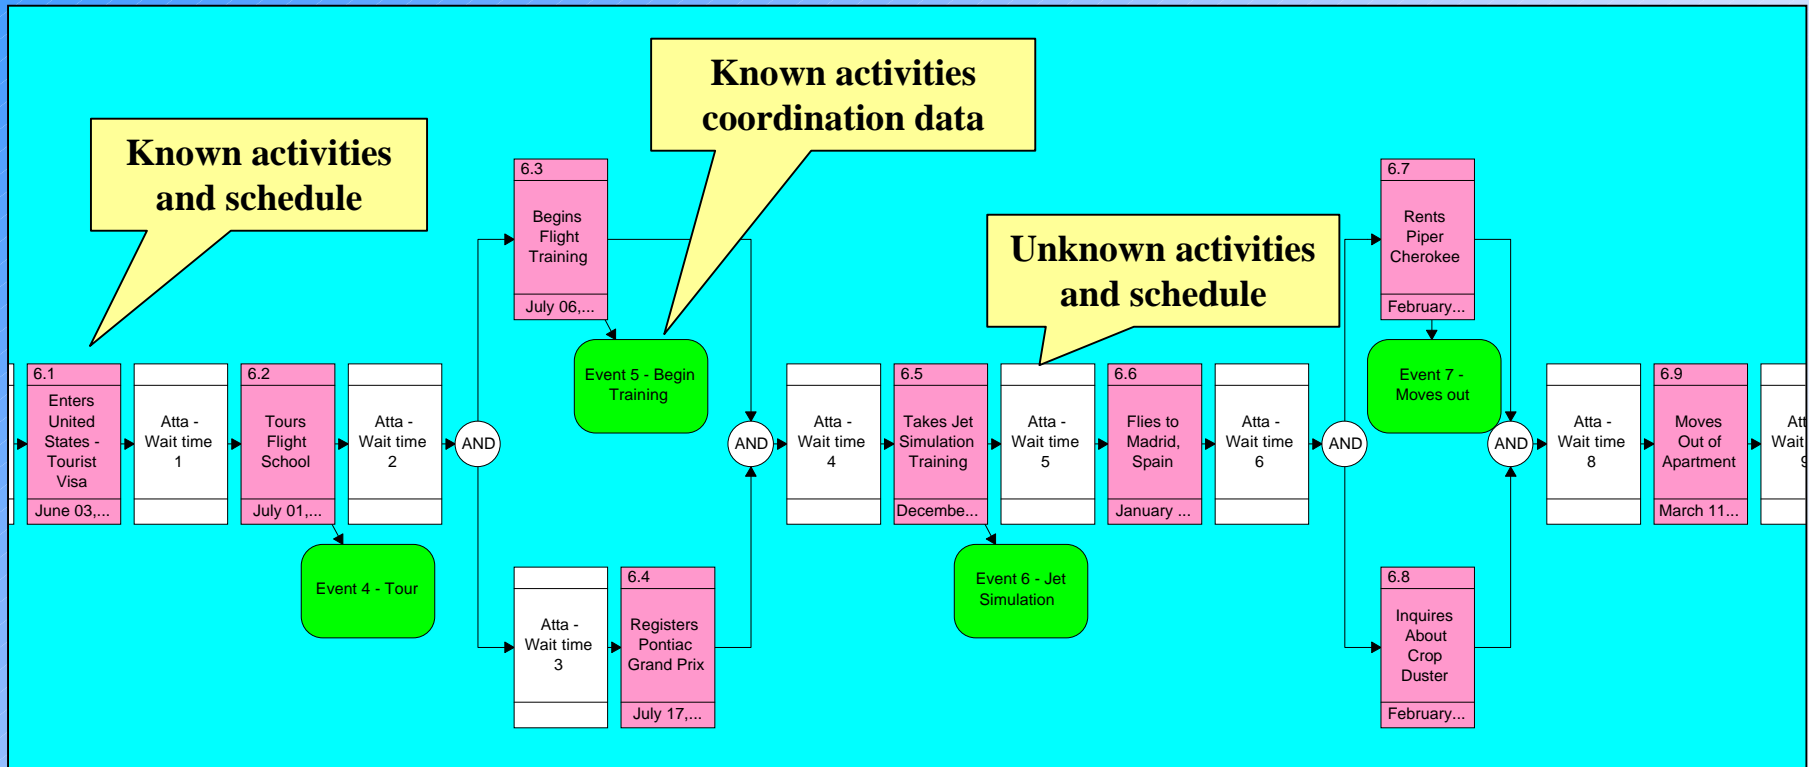 Known activities
coordination data
Known activities
and schedule
6.3
Begins
Flight
Training
July 06,...
6.7
Rents
Piper
Cherokee
February...
Unknown activities
and schedule
Event 5 - Begin
Training
Event 7 -
Moves out
6.1
Enters
United
States -
Tourist
Visa
June 03,...
Atta -
Wait time
1
6.2
Tours
Flight
School
July 01,...
Atta -
Wait time
2
AND
AND
Atta -
Wait time
4
6.5
Takes Jet
Simulation
Training
Decembe...
Atta -
Wait time
5
6.6
Flies to
Madrid,
Spain
January ...
Atta -
Wait time
6
AND
AND
Atta -
Wait time
8
6.9
Moves
Out of
Apartment
March 11...
Wait
Event 4 - Tour
Atta -
Wait time
3
6.4
Registers
Pontiac
Grand Prix
July 17,...
Event 6 - Jet
Simulation
6.8
Inquires
About
Crop
Duster
February...